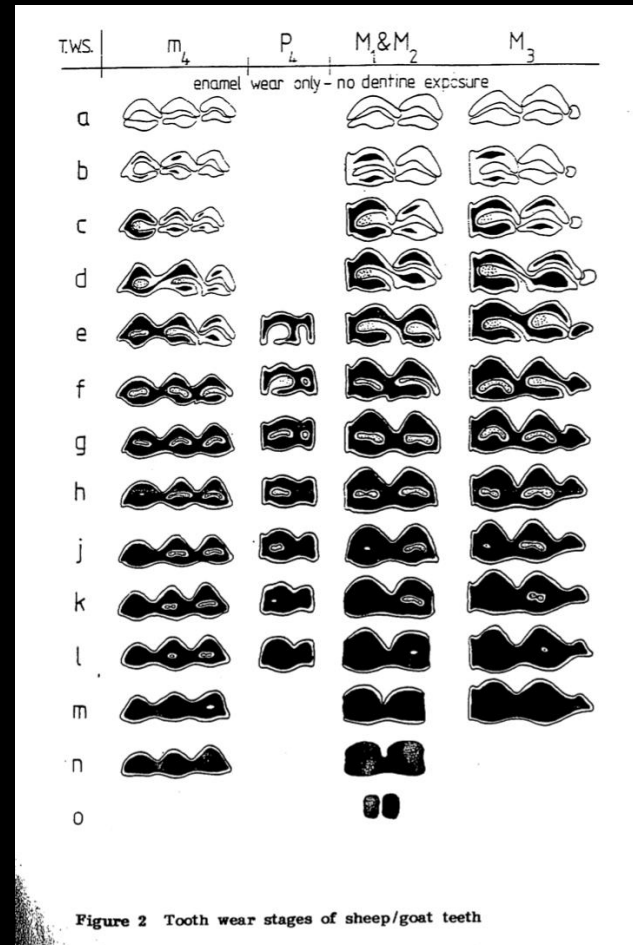 T.W.S. m4 P4 M1&M2 M3
enamel wear only - no dentine exposure
a
b
c
d
e
f
g
h
j
k
l
m
n
o
Figure 2 Tooth wear stages of sheep/goat teeth